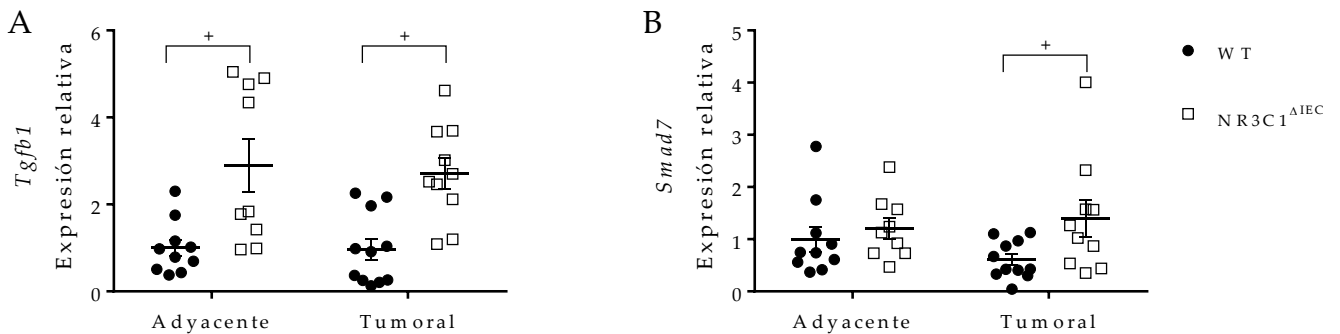 A
B
Tgfb1
Expresión relativa
6
4
2
0
+
+
Adyacente
Tumoral
Smad7
Expresión relativa
5
4
3
2
1
0
+
Adyacente
Tumoral
WT
NR3C1ΔIEC